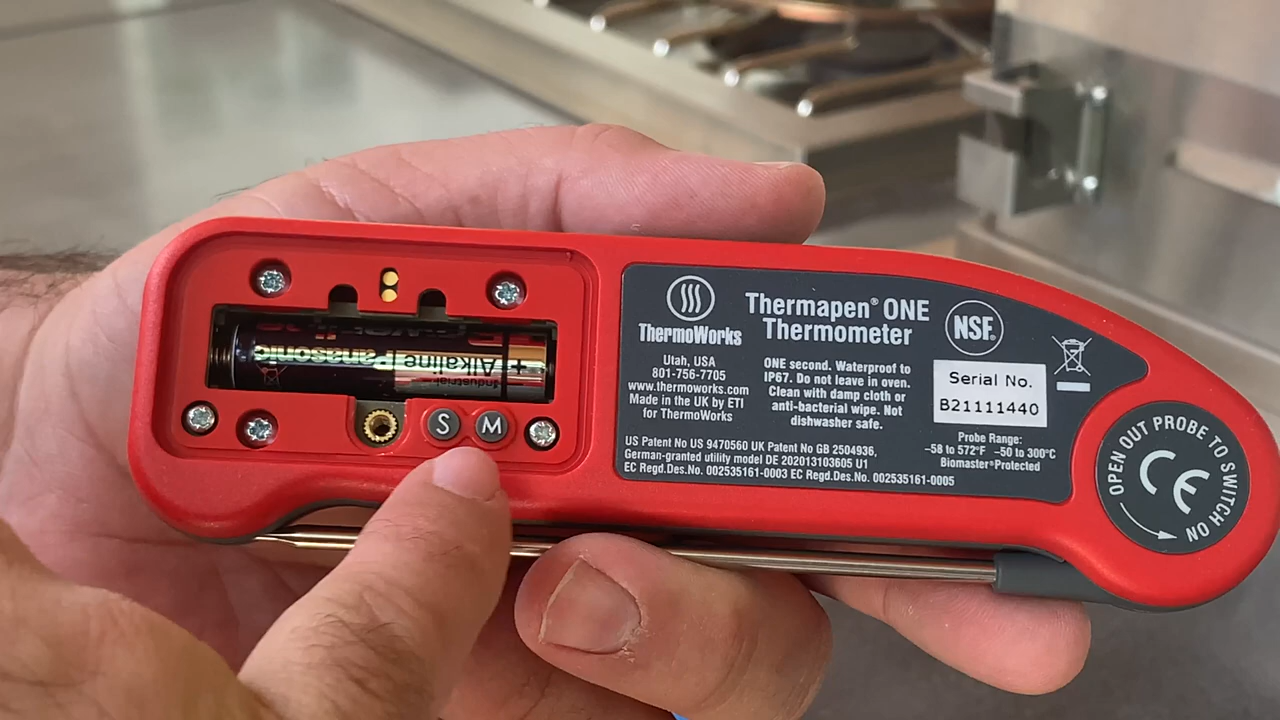 Alkaline | Panasonic
Industrial
+
S
M
ThermoWorks
Utah, USA
801-756-7705
www.thermoworks.com
Made in the UK by ETI
for ThermoWorks
Thermapen® ONE
Thermometer
ONE second. Waterproof to
IP67. Do not leave in oven.
Clean with damp cloth or
anti-bacterial wipe. Not
dishwasher safe.
NSF.
Serial No.
B21111440
Probe Range:
-58 to 572°F -50 to 300°C
Biomaster® Protected
US Patent No US 9470560 UK Patent No GB 2504936,
German-granted utility model DE 202013103605 U1
EC Regd.Des.No. 002535161-0003 EC Regd.Des.No. 002535161-0005
OPEN OUT PROBE TO SWITCH ON
CE